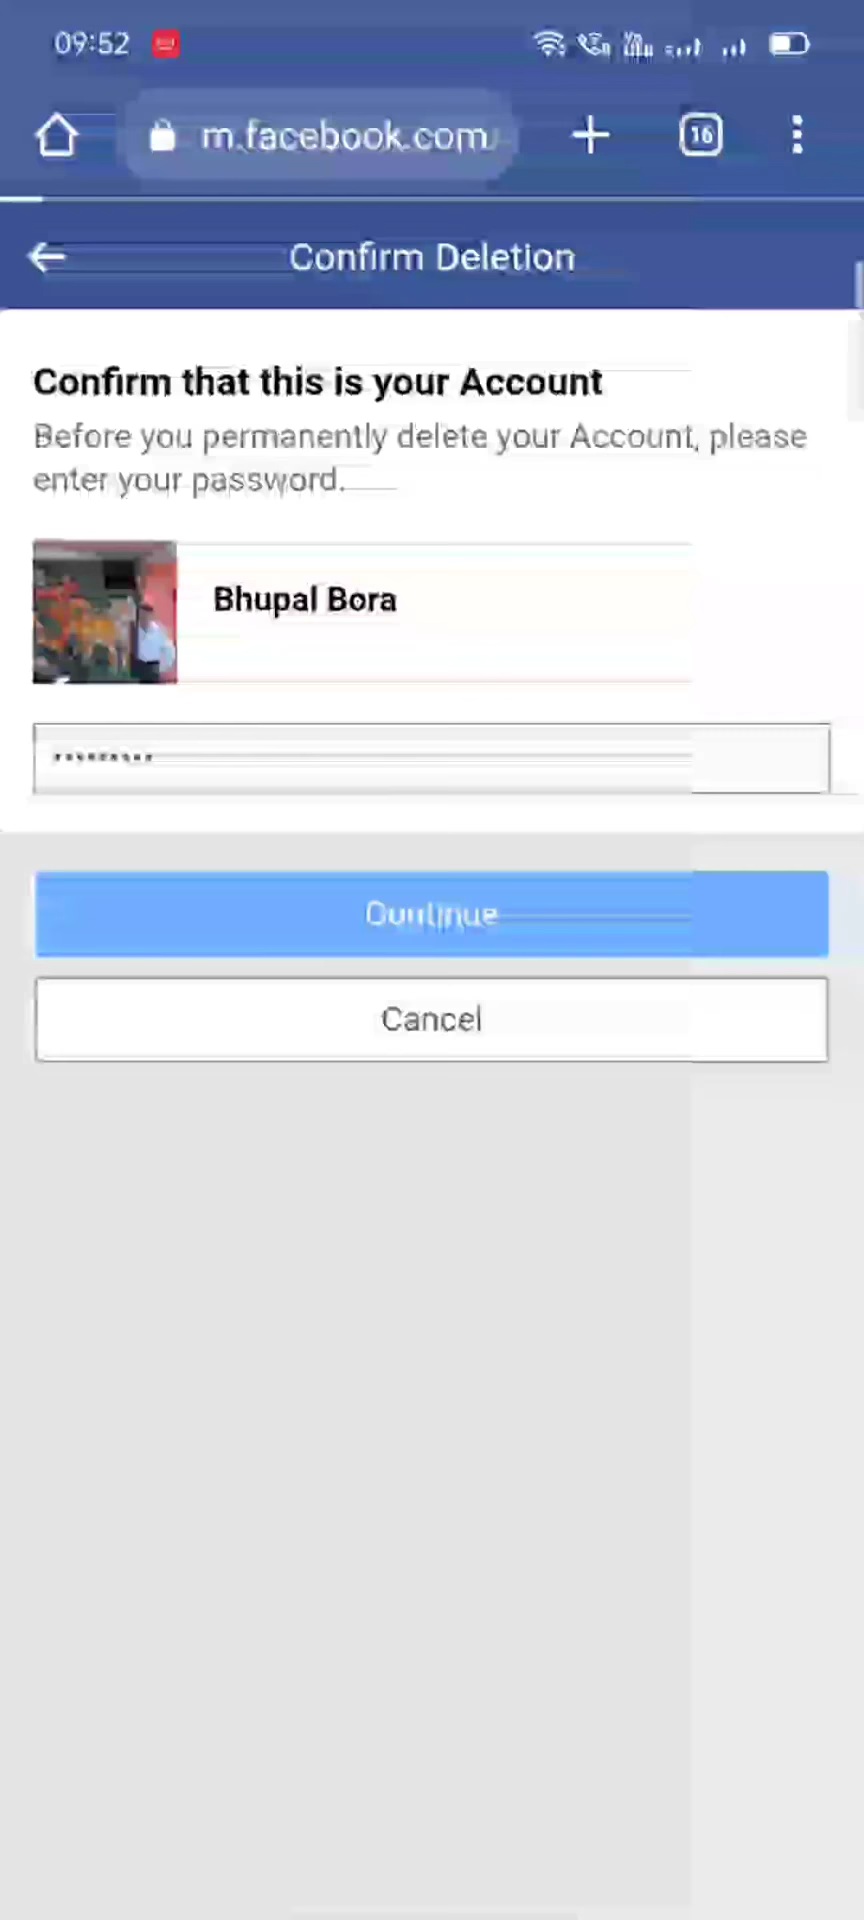 09:52
m.facebook.com
16
Confirm Deletion
Confirm that this is your Account
Before you permanently delete your Account, please
enter your password.
Bhupal Bora
Continue
Cancel